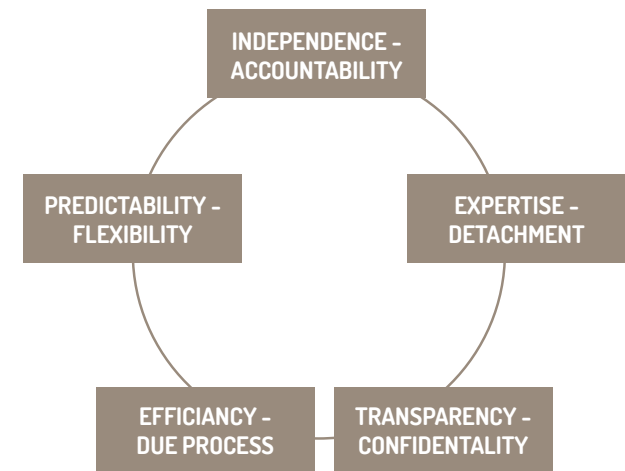 INDEPENDENCE -
ACCOUNTABILITY
PREDICTABILITY -
FLEXIBILITY
EXPERTISE -
DETACHMENT
EFFICIANCY -
DUE PROCESS
TRANSPARENCY -
CONFIDENTALITY